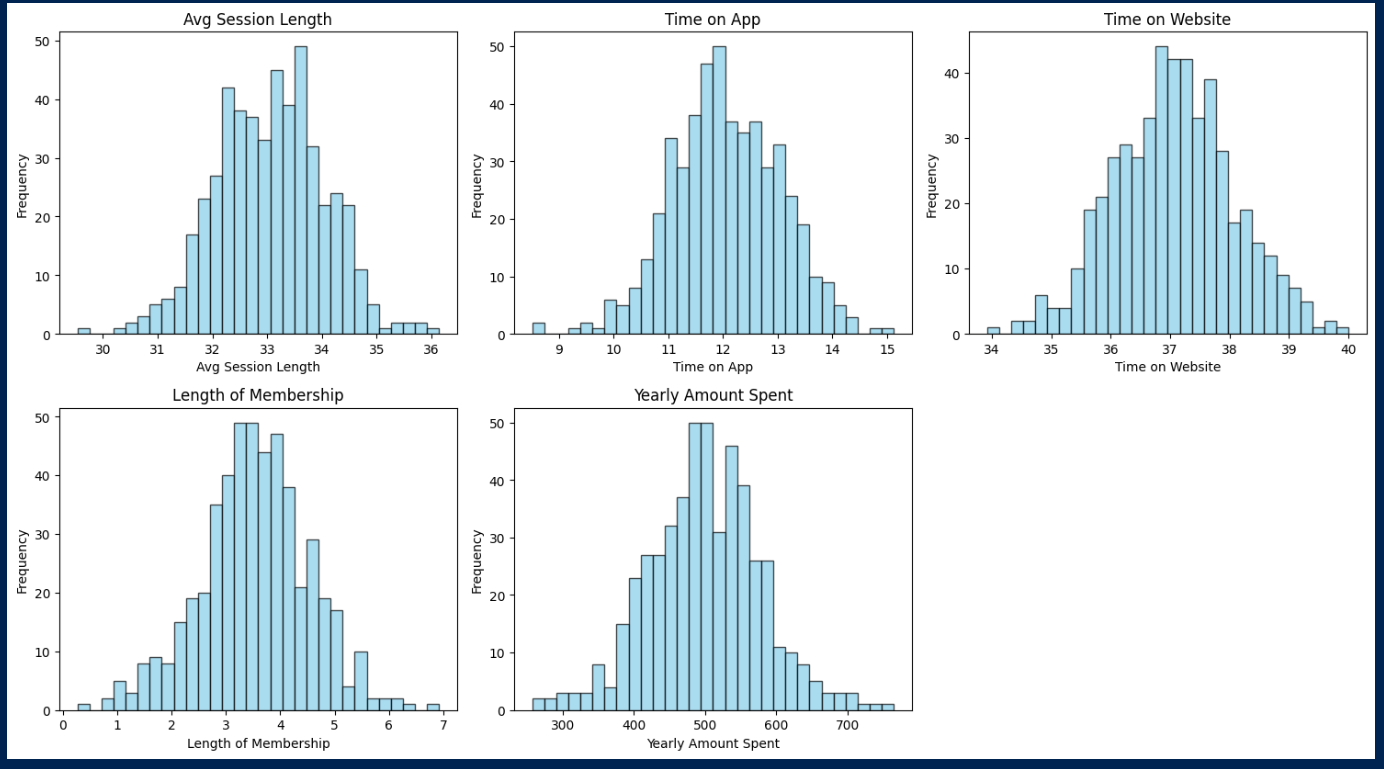 Avg Session Length
50
40
30
20
10
0
Frequency
30 31 32 33 34 35 36
Avg Session Length
Time on App
50
40
30
20
10
0
Frequency
9 10 11 12 13 14 15
Time on App
Time on Website
40
30
20
10
0
Frequency
34 35 36 37 38 39 40
Time on Website
Length of Membership
50
40
30
20
10
0
Frequency
0 1 2 3 4 5 6 7
Length of Membership
Yearly Amount Spent
50
40
30
20
10
0
Frequency
300 400 500 600 700
Yearly Amount Spent